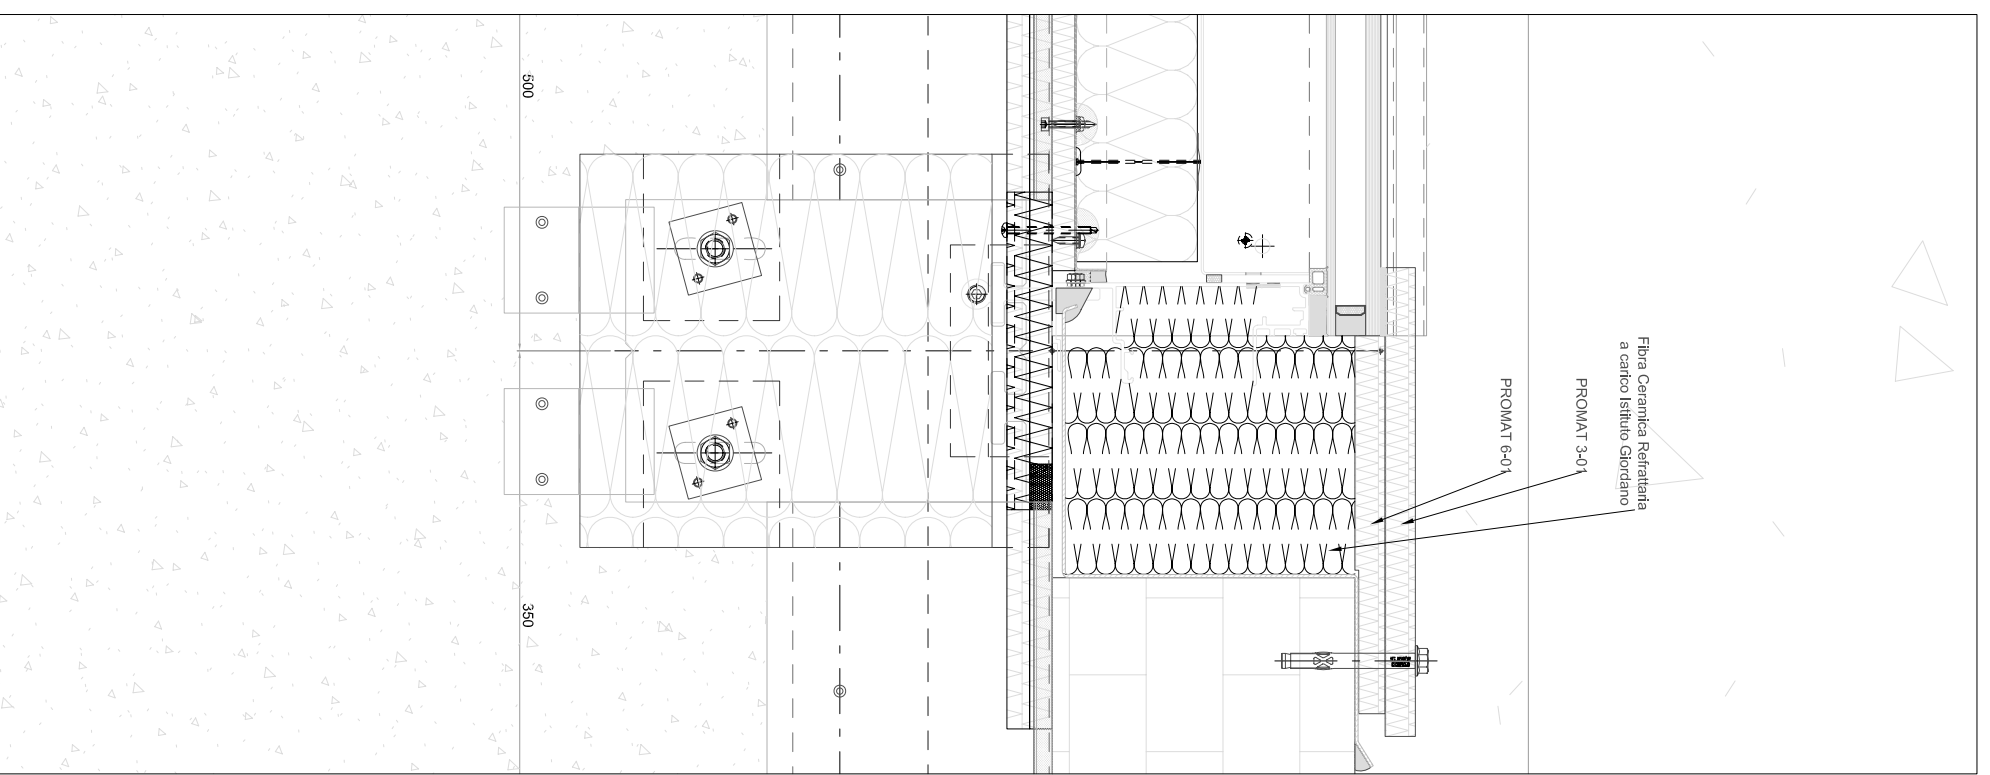 500
350
Fibra Ceramica Refrattaria
a carico Istituto Giordano
PROMAT 3-01
PROMAT 6-01